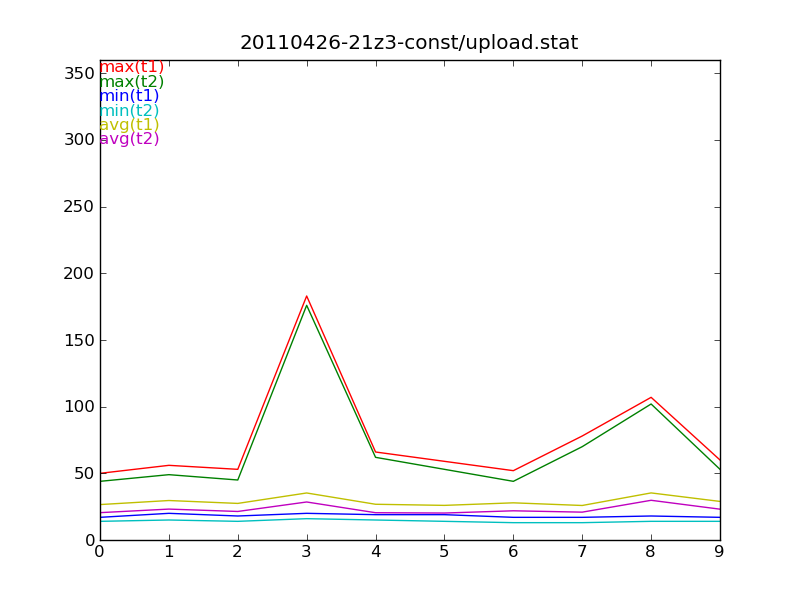 20110426-21z3-const/upload.stat
max(t1)
max(t2)
min(t1)
min(t2)
avg(t1)
avg(t2)
350
300
250
200
150
100
50
0
0 1 2 3 4 5 6 7 8 9